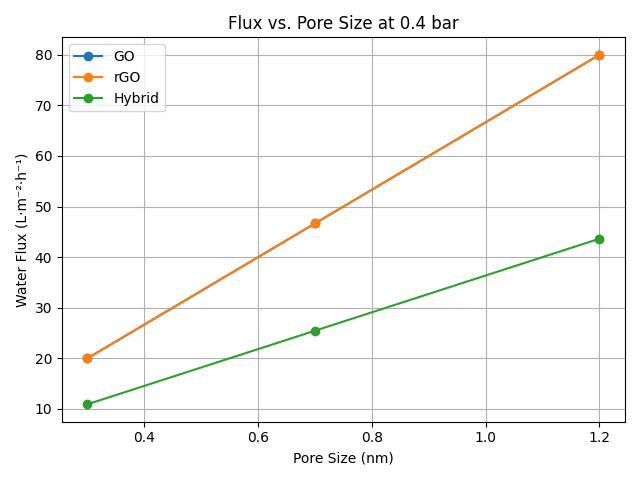 Flux vs. Pore Size at 0.4 bar
GO
rGO
Hybrid
Water Flux (L·m⁻²·h⁻¹)
80
70
60
50
40
30
20
10
0.4 0.6 0.8 1.0 1.2
Pore Size (nm)